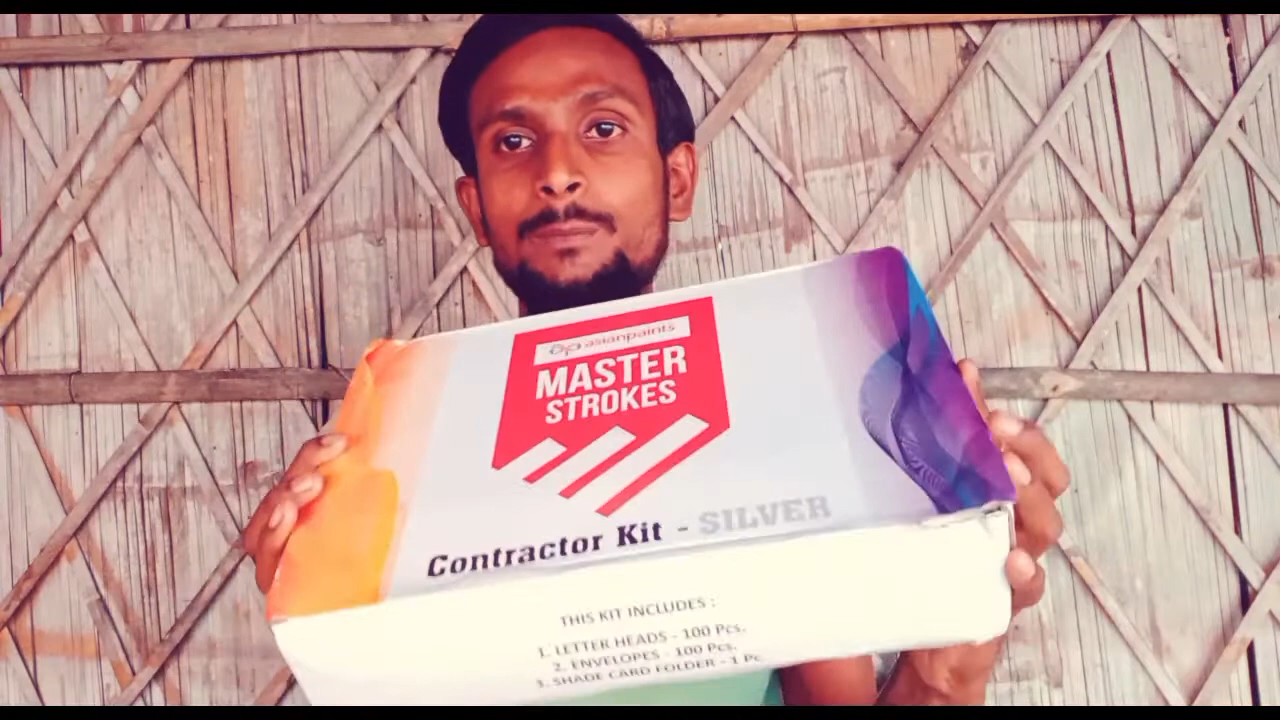 asianpaints
MASTER
STROKES
Contractor Kit - SILVER
THIS KIT INCLUDES :
1. LETTER HEADS - 100 Pcs.
2. ENVELOPES - 100 Pcs.
3. SHADE CARD FOLDER - 1 Pc